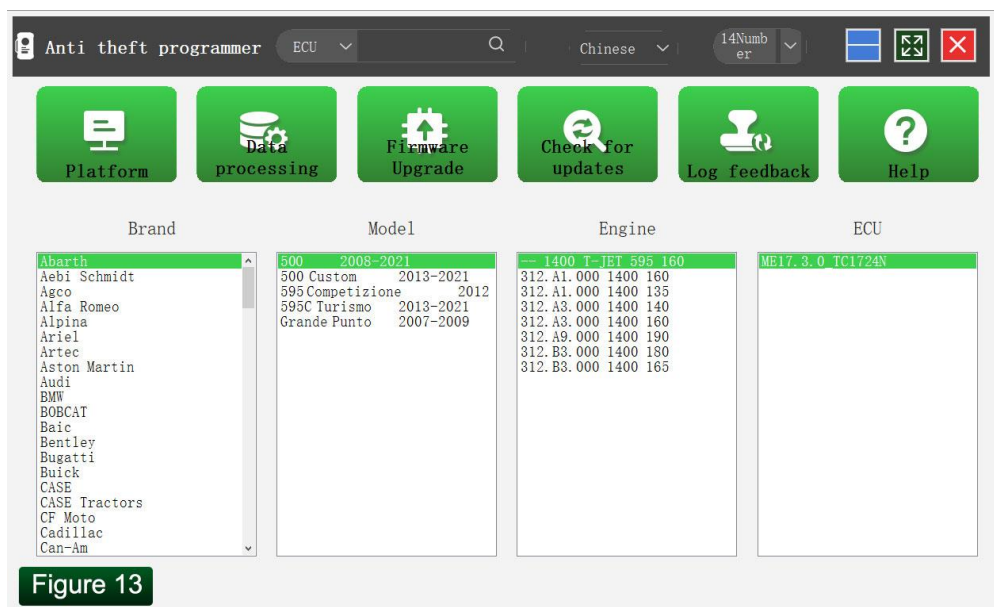 Anti theft programmer ECU Chinese 14Numb
er
Platform
Data
processing
Firmware
Upgrade
Check for
updates
Log feedback
Help
Brand Model Engine ECU
Abarth
Aebi Schmidt
Agco
Alfa Romeo
Alpina
Ariel
Artec
Aston Martin
Audi
BMW
BOBCAT
Baic
Bentley
Bugatti
Buick
CASE
CASE Tractors
CF Moto
Cadillac
Can-Am
500 2008-2021
500 Custom 2013-2021
595 Competizione 2012
595C Turismo 2013-2021
Grande Punto 2007-2009
-- 1400 T-JET 595 160
312.A1.000 1400 160
312.A1.000 1400 135
312.A3.000 1400 140
312.A3.000 1400 160
312.A9.000 1400 190
312.B3.000 1400 180
312.B3.000 1400 165
ME17.3.0_TC1724N
Figure 13